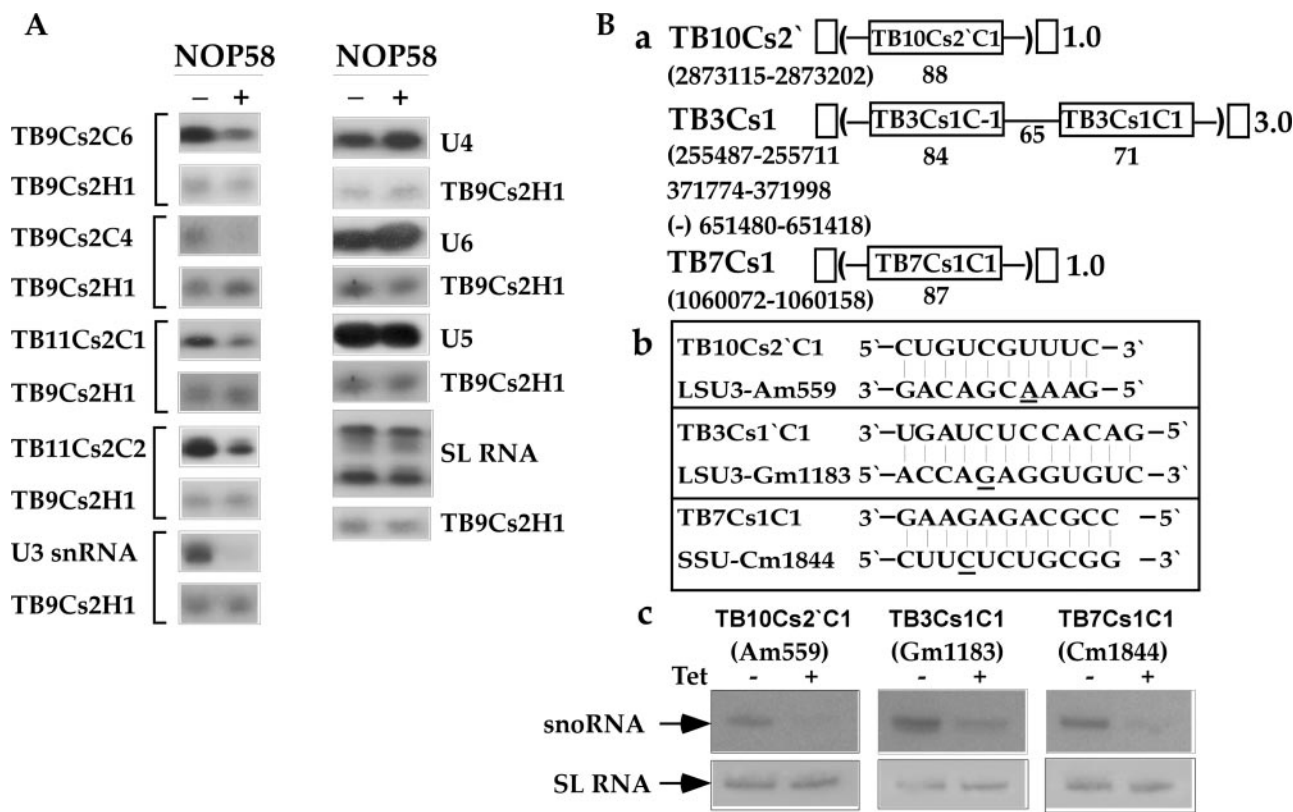 A
NOP58
− +
TB9Cs2C6
TB9Cs2H1
TB9Cs2C4
TB9Cs2H1
TB11Cs2C1
TB9Cs2H1
TB11Cs2C2
TB9Cs2H1
U3 snRNA
TB9Cs2H1
NOP58
− +
U4
TB9Cs2H1
U6
TB9Cs2H1
U5
TB9Cs2H1
SL RNA
TB9Cs2H1
B
a TB10Cs2` (− TB10Cs2`C1 −) 1.0
(2873115-2873202) 88
TB3Cs1 (− TB3Cs1C-1 65 TB3Cs1C1 ) 3.0
(255487-255711 84 71
371774-371998
(-) 651480-651418)
TB7Cs1 (− TB7Cs1C1 −) 1.0
(1060072-1060158) 87
b
TB10Cs2`C1 5`−CUGUCGUUUC−3`
LSU3-Am559 3`−GACAGCAAAG−5`
TB3Cs1`C1 3`−UGAUCUCCACAG−5`
LSU3-Gm1183 5`−ACCAGAGGUGUC−3`
TB7Cs1C1 3`−GAAGAGACGCC −5`
SSU-Cm1844 5`−CUUCUCUGCGG −3`
c
TB10Cs2`C1 TB3Cs1C1 TB7Cs1C1
(Am559) (Gm1183) (Cm1844)
Tet - + - + - +
snoRNA
SL RNA